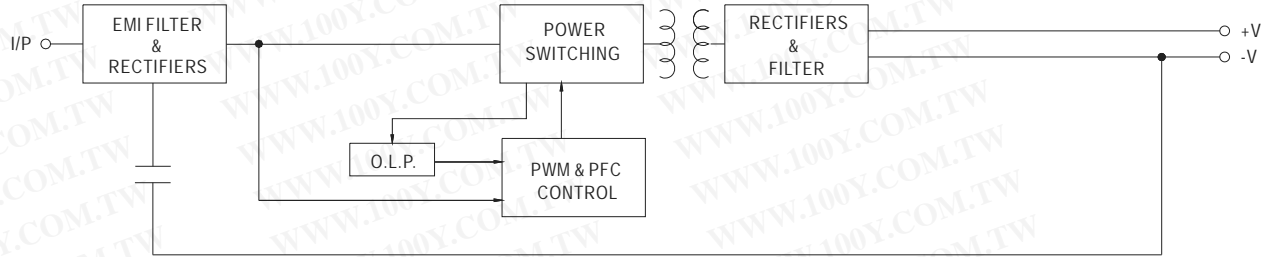 I/P
EMI FILTER
&
RECTIFIERS
POWER
SWITCHING
RECTIFIERS
&
FILTER
+V
-V
O.L.P.
PWM & PFC
CONTROL
WWW.100Y.COM.TW